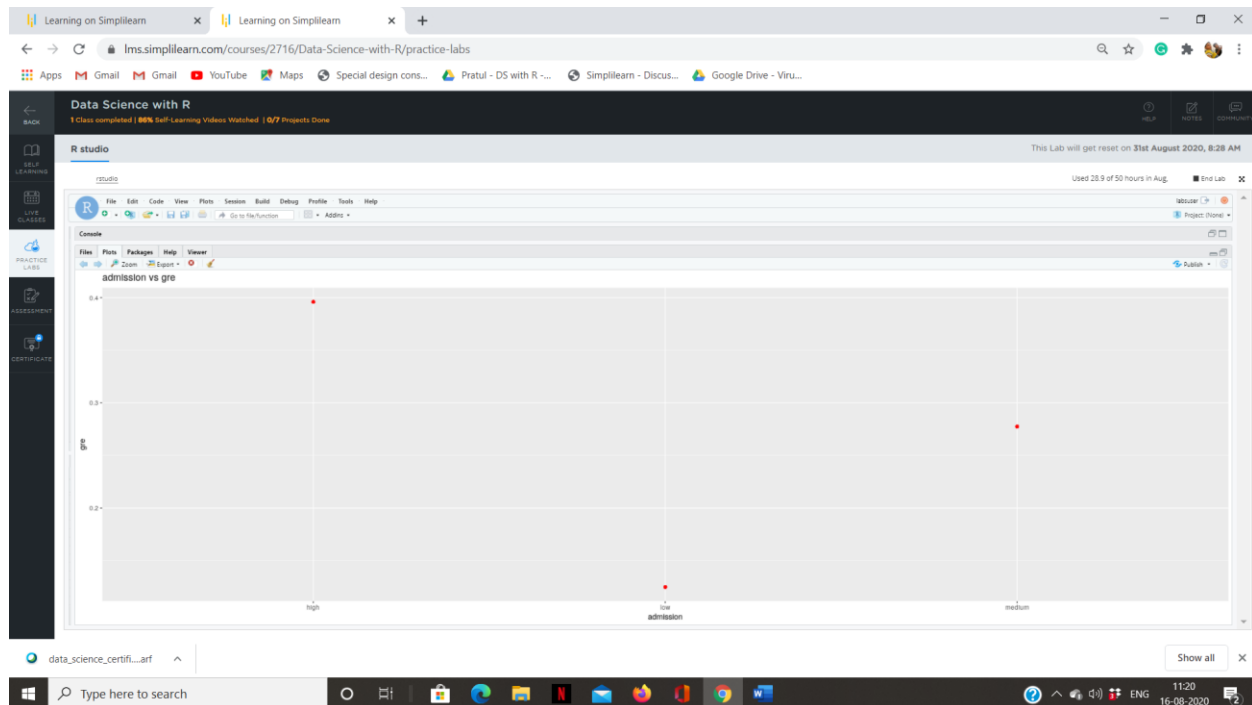 Learning on Simplilearn Learning on Simplilearn
lms.simplilearn.com/courses/2716/Data-Science-with-R/practice-labs
Apps Gmail Gmail YouTube Maps Special design cons... Pratul - DS with R -... Simplilearn - Discus... Google Drive - Viru...
BACK
Data Science with R
1 Class completed | 86% Self-Learning Videos Watched | 0/7 Projects Done
HELP NOTES COMMUNIT
SELF LEARNING
LIVE CLASSES
PRACTICE LABS
ASSESSMENT
CERTIFICATE
R studio This Lab will get reset on 31st August 2020, 8:28 AM
rstudio Used 28.9 of 50 hours in Aug, End Lab
R File Edit Code View Plots Session Build Debug Profile Tools Help labsuser
Go to file/function Addins Project: (None)
Console
Files Plots Packages Help Viewer
Zoom Export Publish
admission vs gre
0.4
0.3
gre
0.2
high low medium
admission
data_science_certifi....arf Show all
Type here to search ENG 11:20
16-08-2020 2